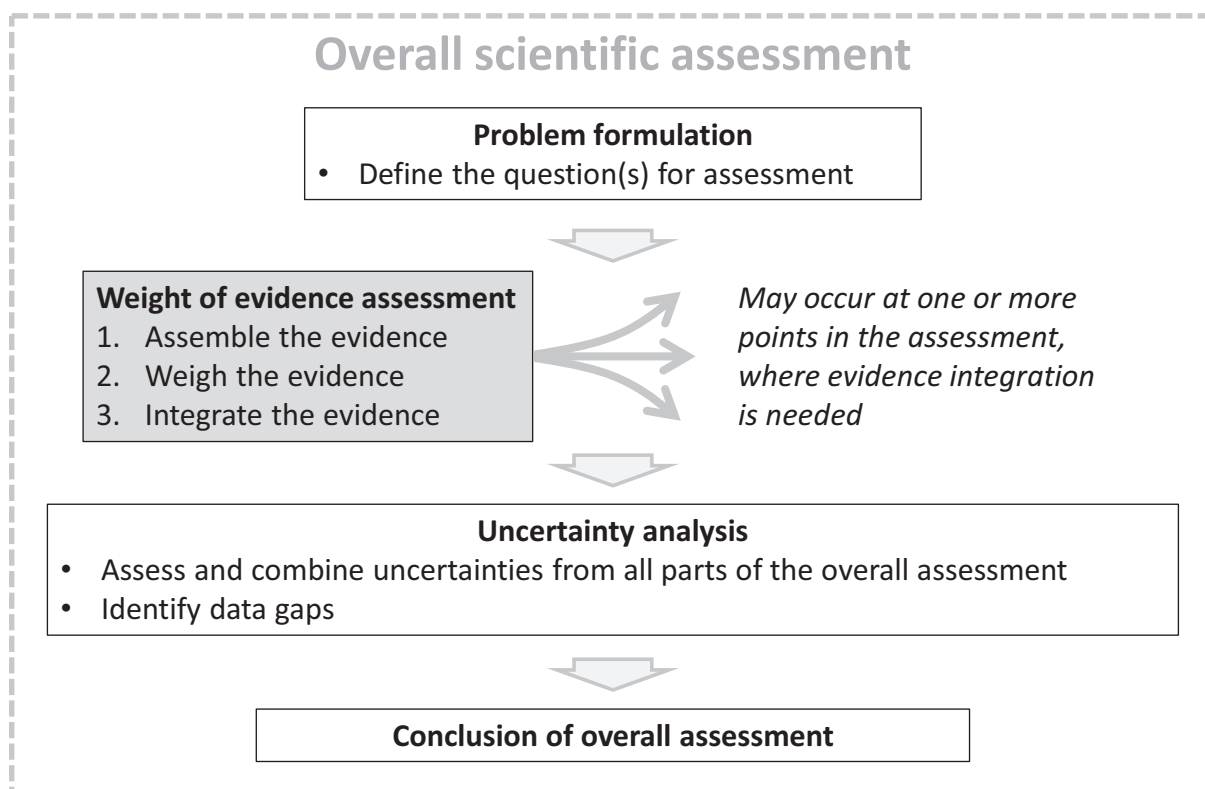 Overall scientific assessment
Problem formulation
• Define the question(s) for assessment
Weight of evidence assessment
1. Assemble the evidence
2. Weigh the evidence
3. Integrate the evidence
May occur at one or more
points in the assessment,
where evidence integration
is needed
Uncertainty analysis
• Assess and combine uncertainties from all parts of the overall assessment
• Identify data gaps
Conclusion of overall assessment